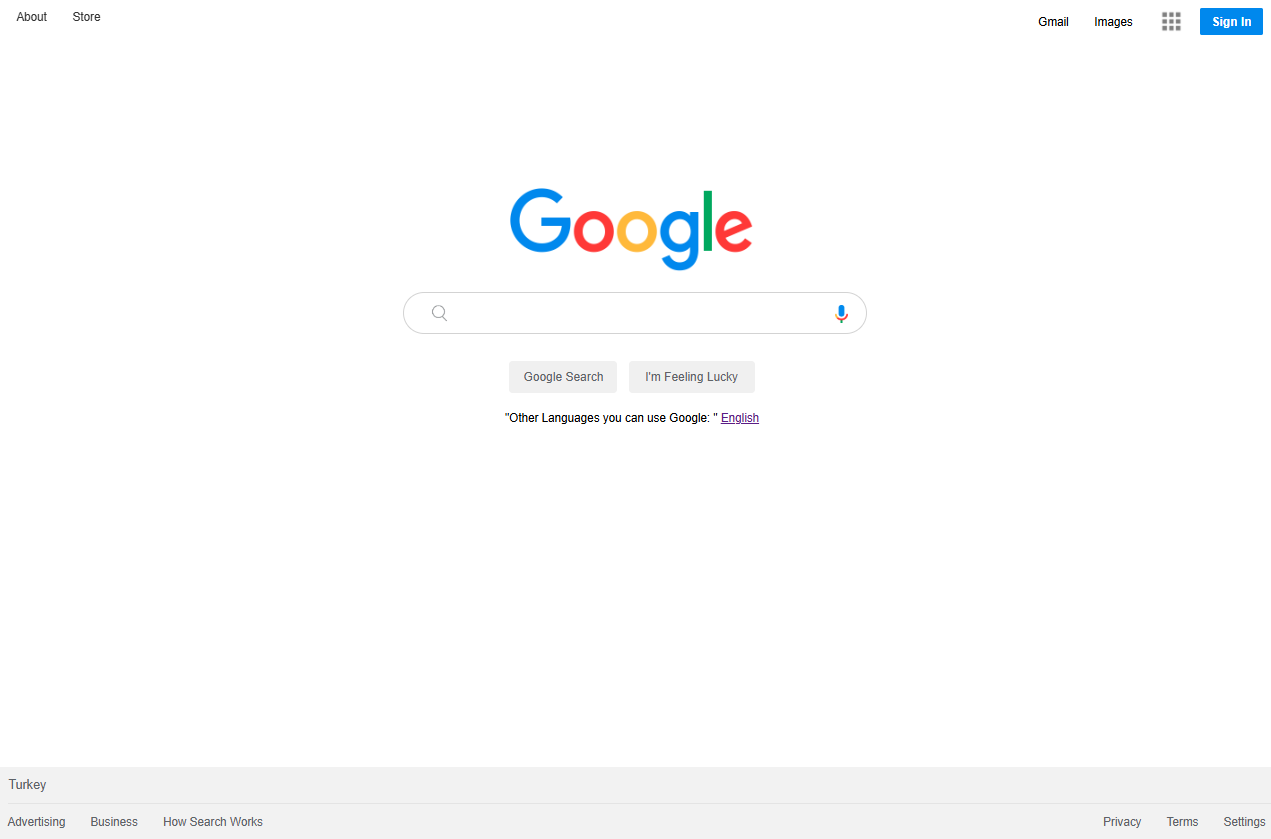 About Store
Gmail Images Sign In
Google
Google Search I'm Feeling Lucky
"Other Languages you can use Google: " English
Turkey
Advertising Business How Search Works Privacy Terms Settings